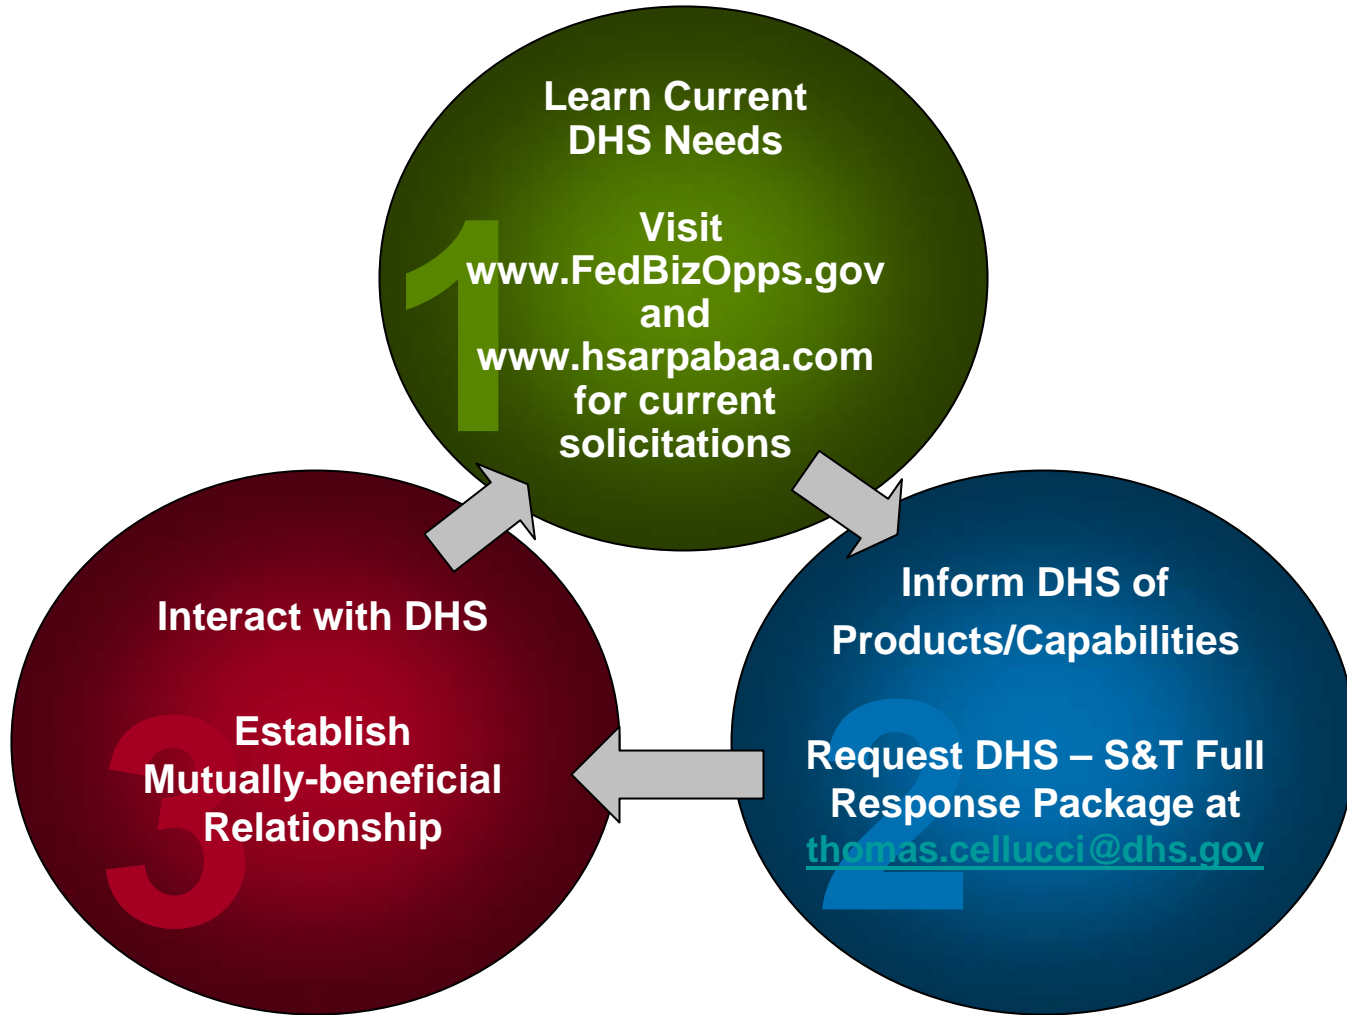 1
Learn Current
DHS Needs
Visit
www.FedBizOpps.gov
and
www.hsarpabaa.com
for current
solicitations
2
Inform DHS of
Products/Capabilities
Request DHS – S&T Full
Response Package at
thomas.cellucci@dhs.gov
3
Interact with DHS
Establish
Mutually-beneficial
Relationship